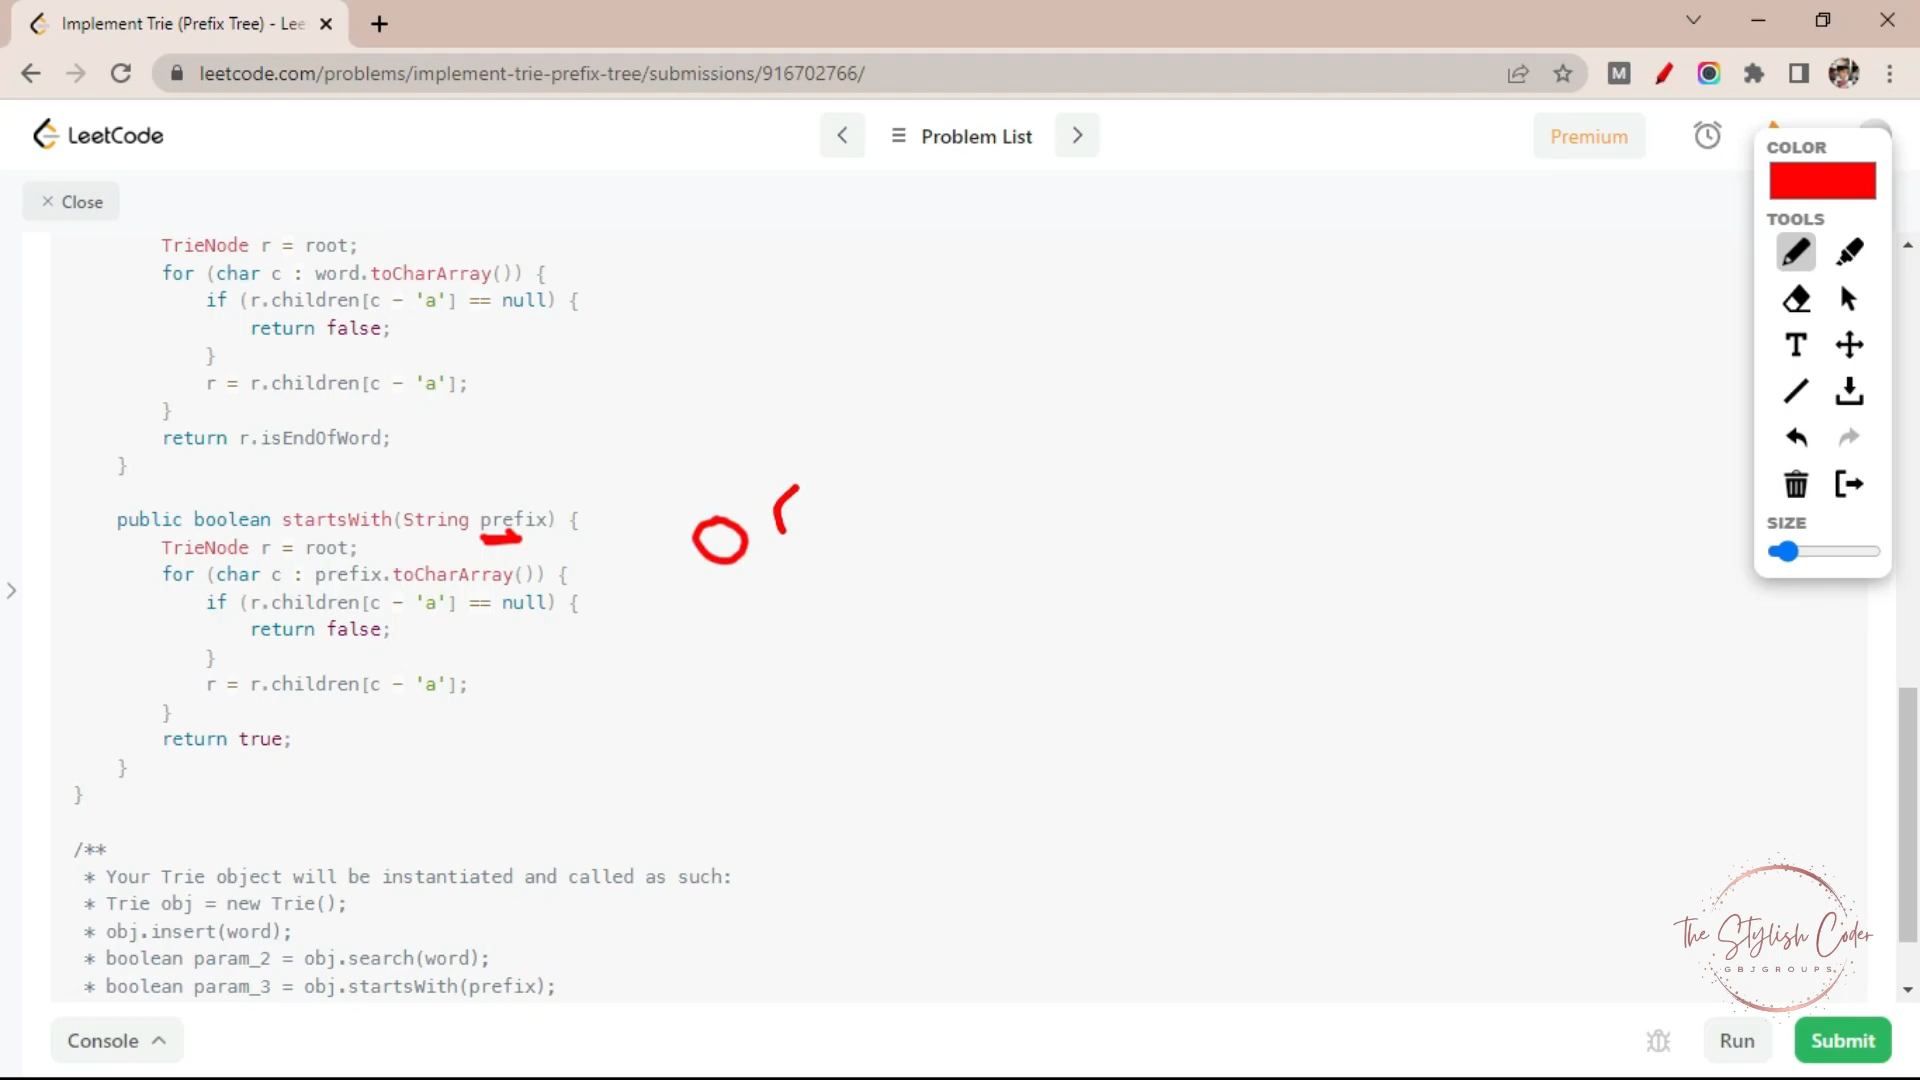 Implement Trie (Prefix Tree) - Lee
leetcode.com/problems/implement-trie-prefix-tree/submissions/916702766/
M
LeetCode
Problem List
Premium
Close
COLOR
TOOLS
T
SIZE
TrieNode r = root;
for (char c : word.toCharArray()) {
if (r.children[c - 'a'] == null) {
return false;
}
r = r.children[c - 'a'];
}
return r.isEndOfWord;
}
public boolean startsWith(String prefix) {
TrieNode r = root;
for (char c : prefix.toCharArray()) {
if (r.children[c - 'a'] == null) {
return false;
}
r = r.children[c - 'a'];
}
return true;
}
}
/**
* Your Trie object will be instantiated and called as such:
* Trie obj = new Trie();
* obj.insert(word);
* boolean param_2 = obj.search(word);
* boolean param_3 = obj.startsWith(prefix);
The Stylish Coder
GBJGROUPS
Console
Run
Submit